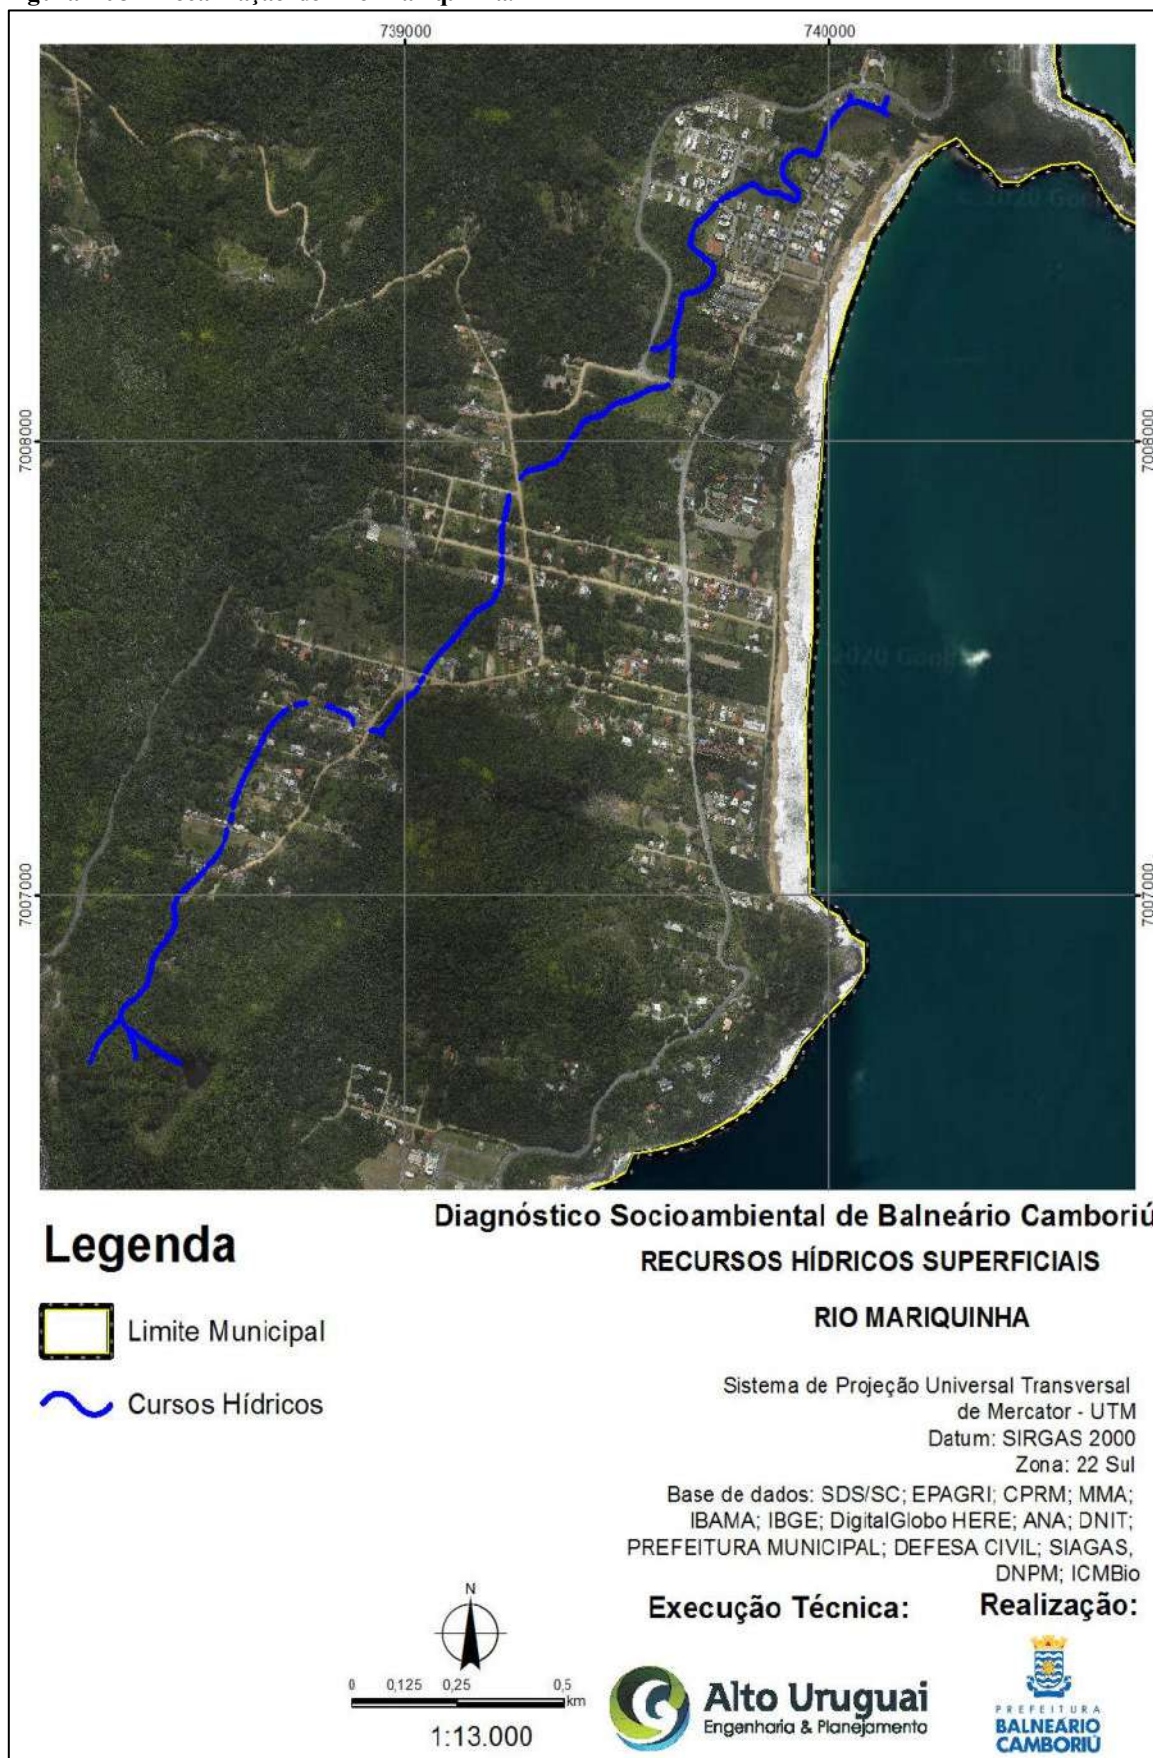 739000
740000
© 2020 Goo
7008000
7008000
2020 Goo
7007000
7007000
Diagnóstico Socioambiental de Balneário Camboriú
Legenda
RECURSOS HÍDRICOS SUPERFICIAIS
RIO MARIQUINHA
Limite Municipal
Cursos Hídricos
Sistema de Projeção Universal Transversal
de Mercator - UTM
Datum: SIRGAS 2000
Zona: 22 Sul
Base de dados: SDS/SC; EPAGRI; CPRM; MMA;
IBAMA; IBGE; DigitalGlobo HERE; ANA; DNIT;
PREFEITURA MUNICIPAL; DEFESA CIVIL; SIAGAS,
DNPM; ICMBio
Execução Técnica:
Realização:
N
0 0,125 0,25 0,5
km
1:13.000
Alto Uruguai
Engenharia & Planejamento
PREFEITURA
BALNEÁRIO
CAMBORIÚ